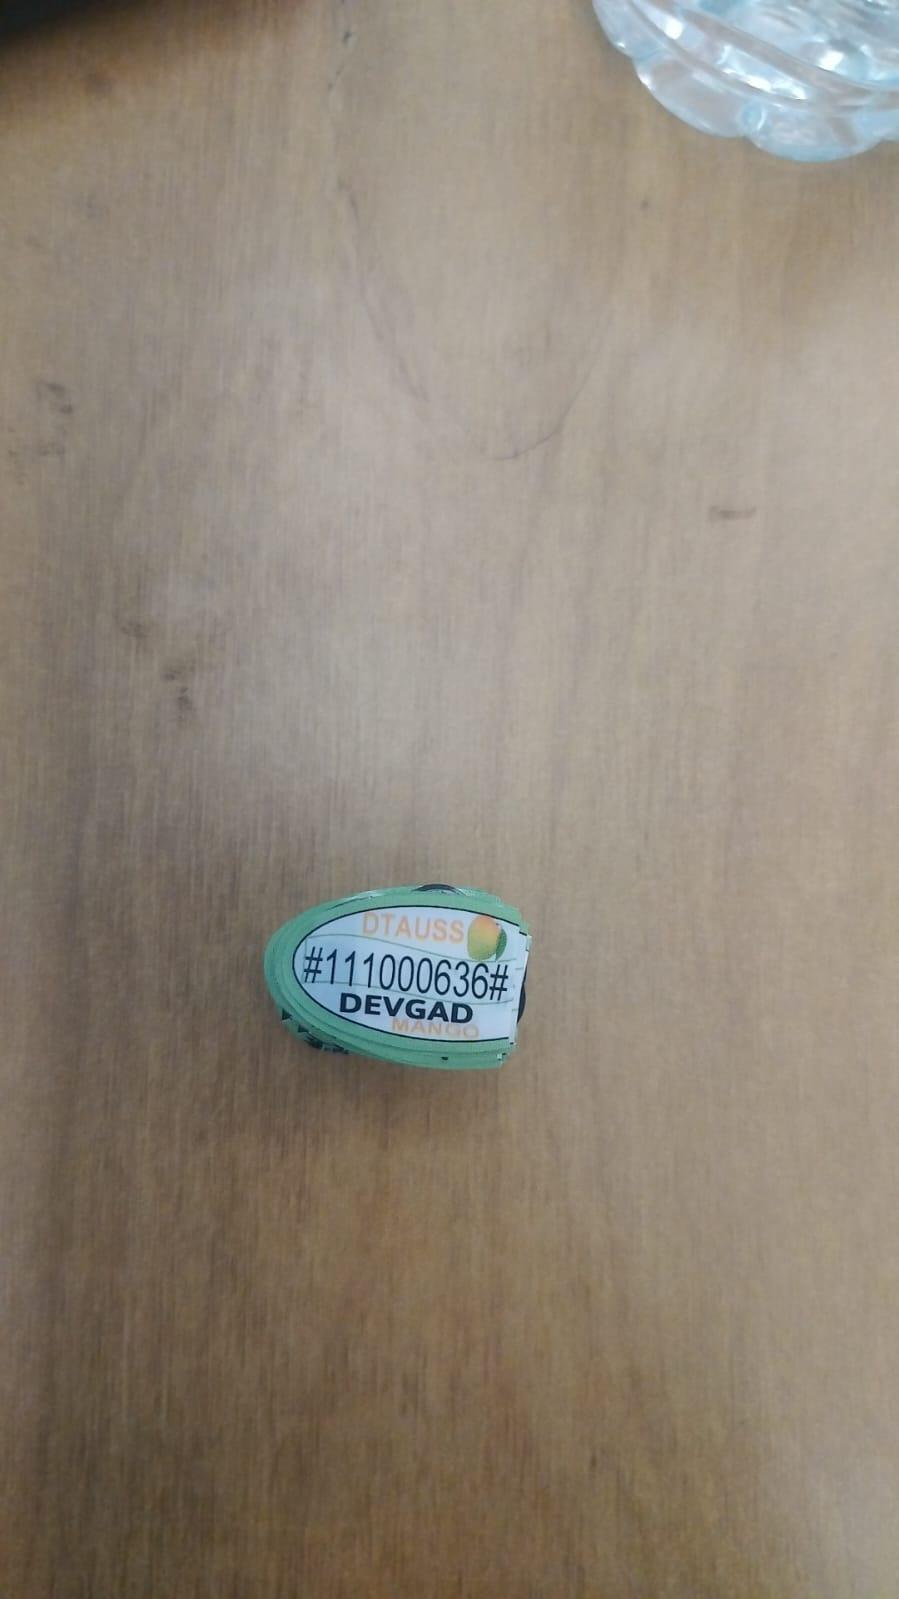 DTAUSS
#111000636#
DEVGAD
MANGO